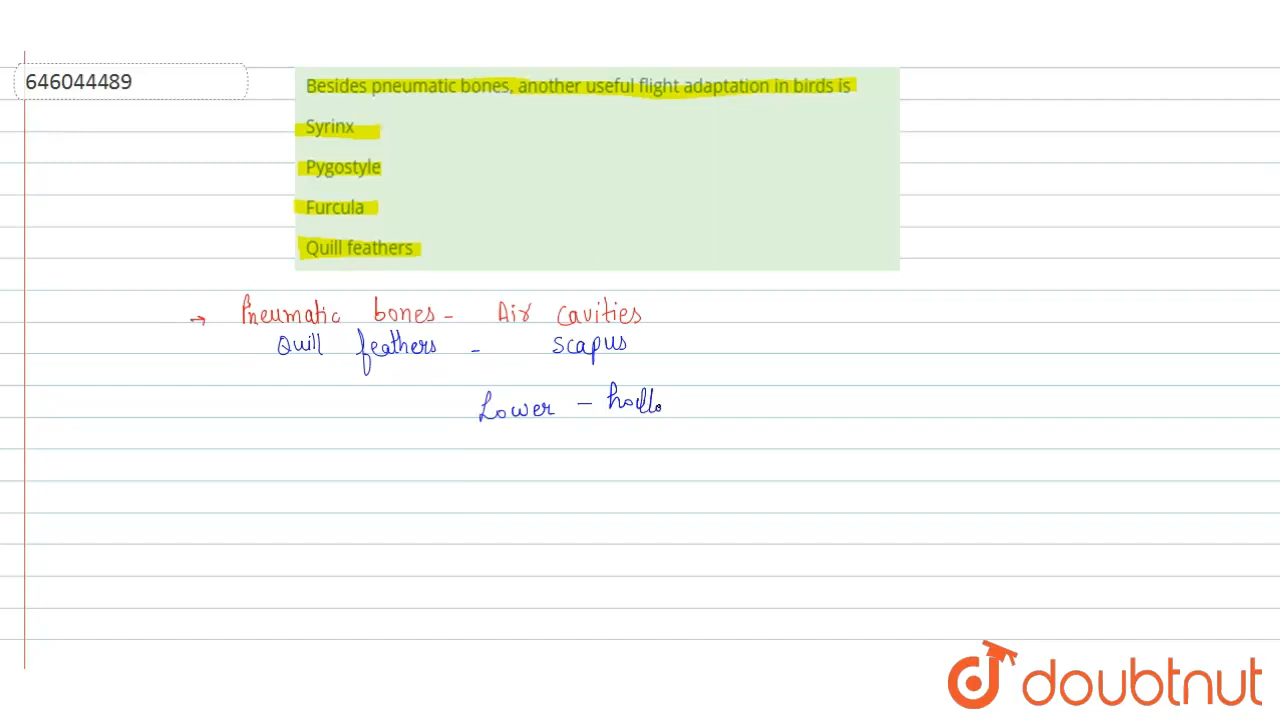 646044489
Besides pneumatic bones, another useful flight adaptation in birds is
Syrinx
Pygostyle
Furcula
Quill feathers
→ Pneumatic bones - Air cavities
Quill feathers - scapus
Lower - hollo
doubtnut